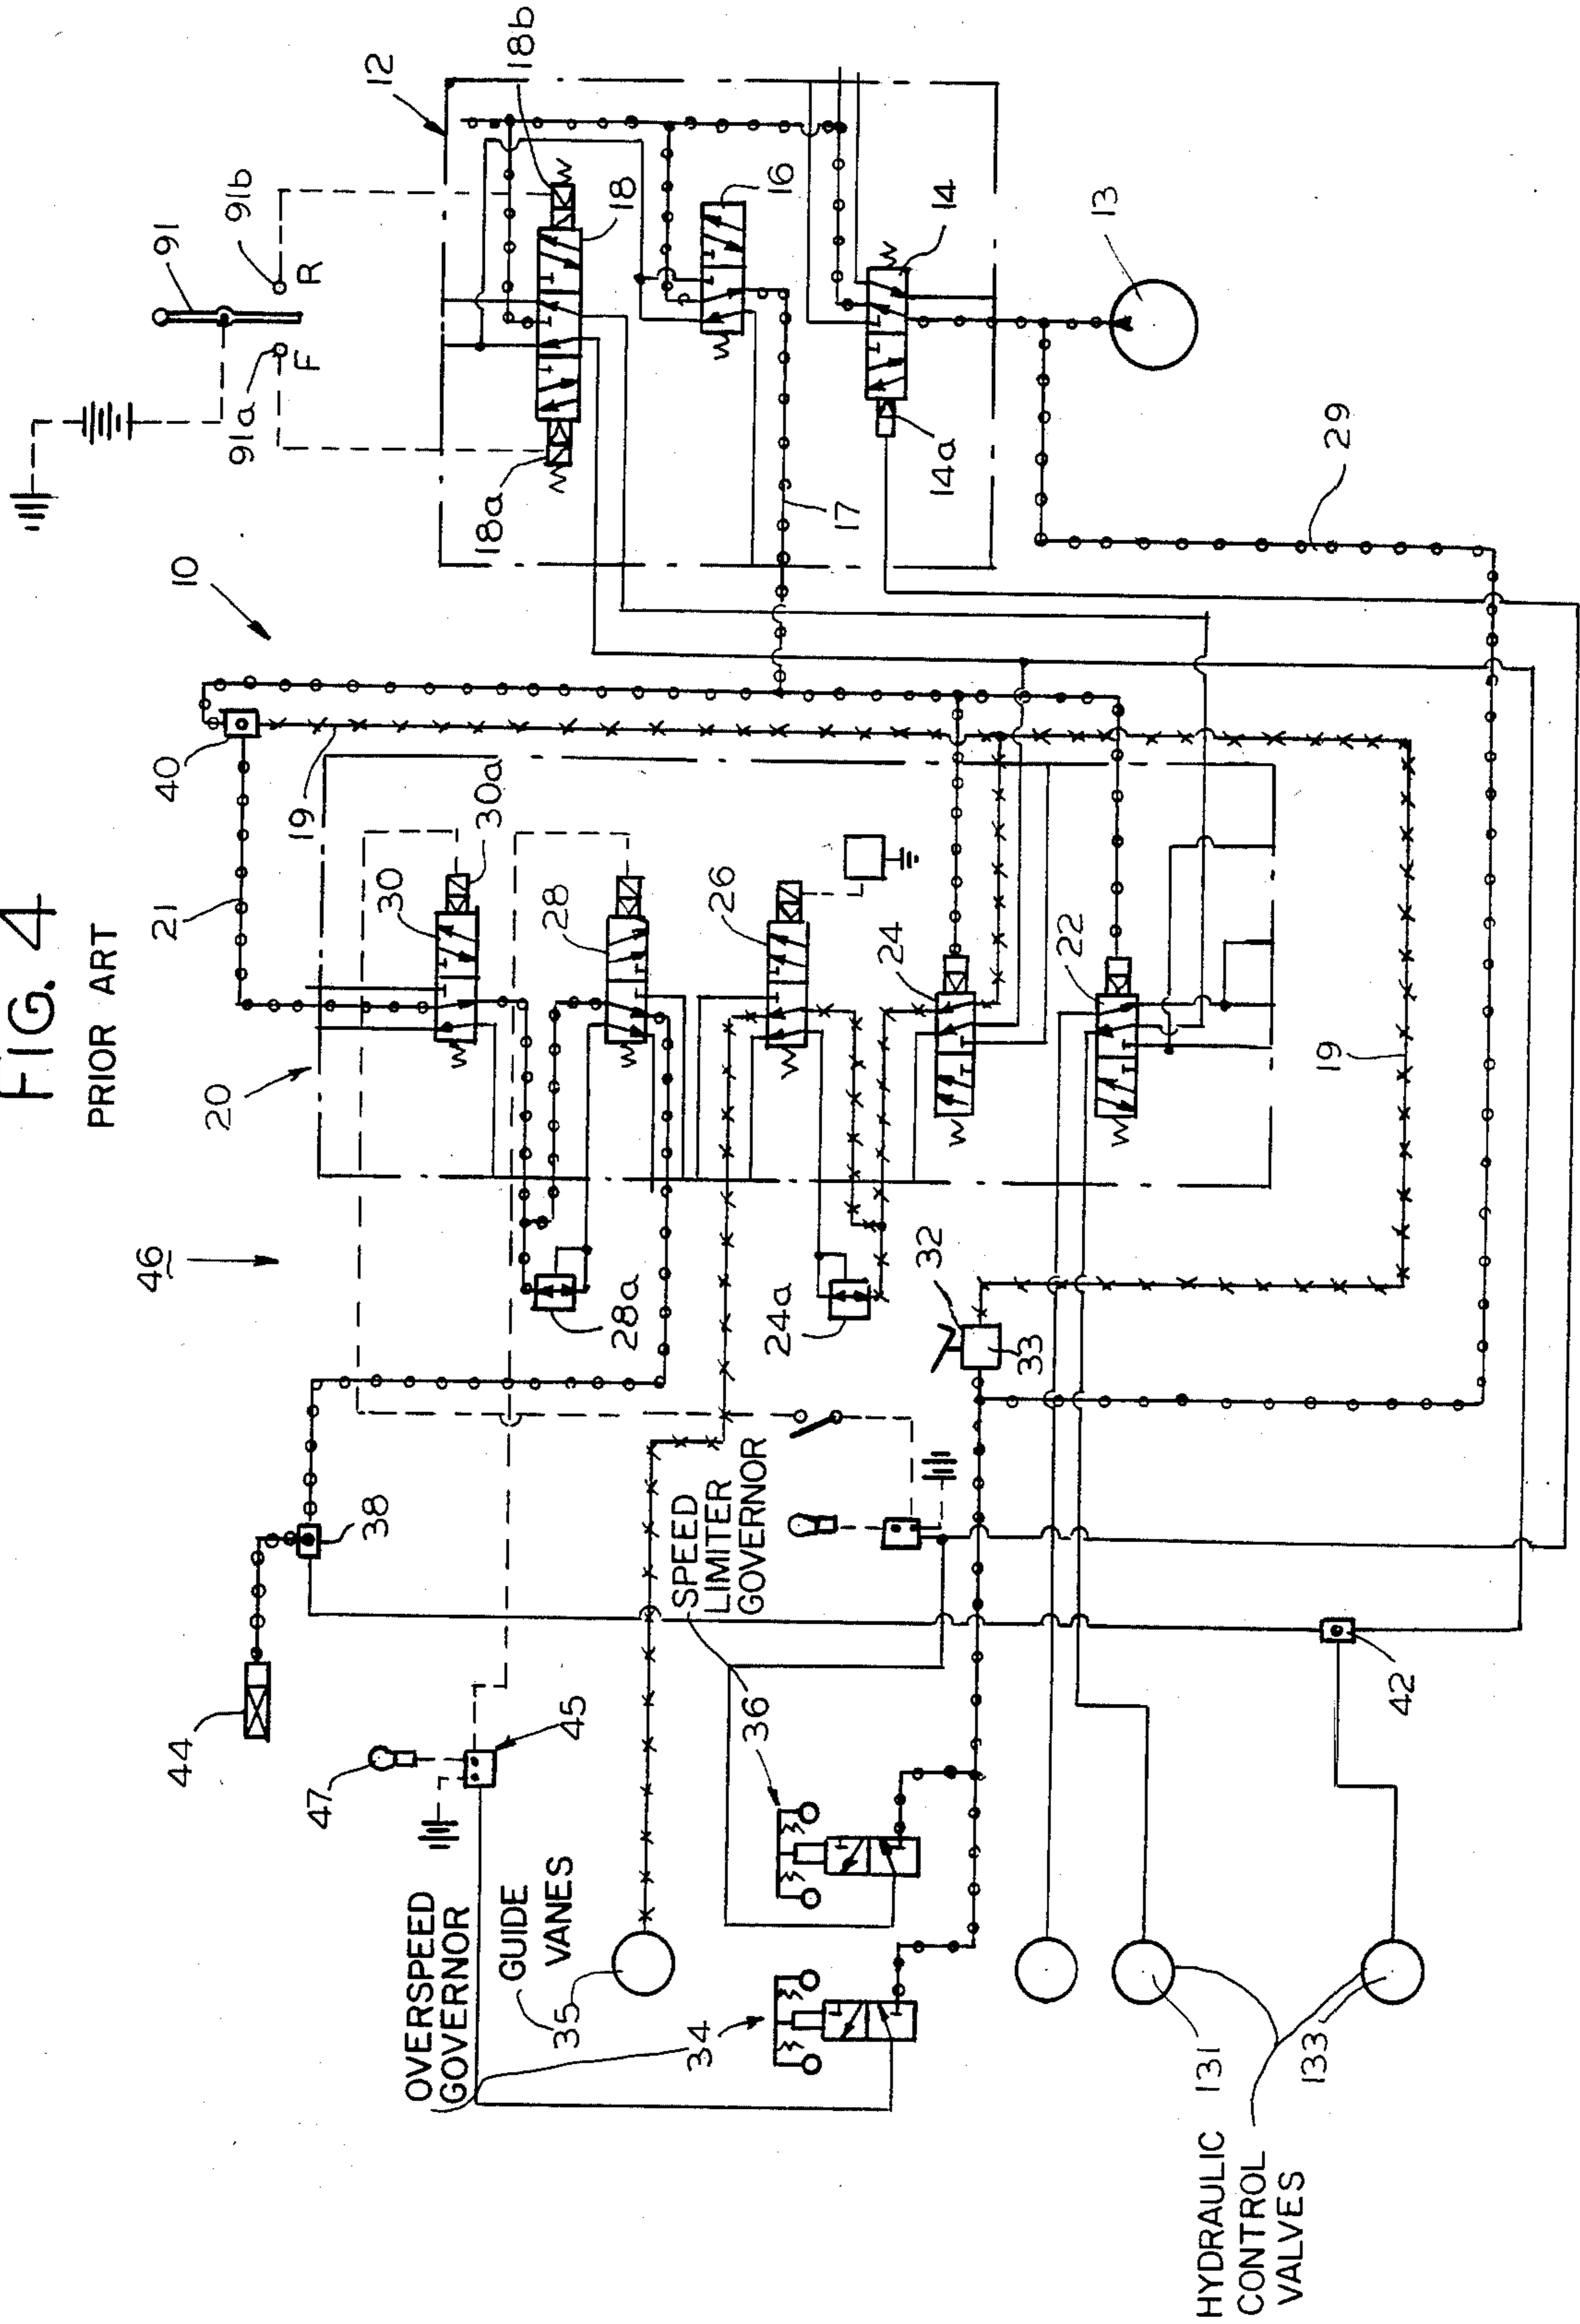 FIG. 4
PRIOR ART
10
12
13
14
14a
16
17
18
18a
18b
91
91a
91b
F
R
29
19
19
20
21
40
30
30a
28
28a
26
24
24a
22
46
32
33
38
44
45
47
42
36
SPEED
LIMITER
GOVERNOR
OVERSPEED
GOVERNOR
34
GUIDE
VANES
35
131
133
HYDRAULIC
CONTROL
VALVES